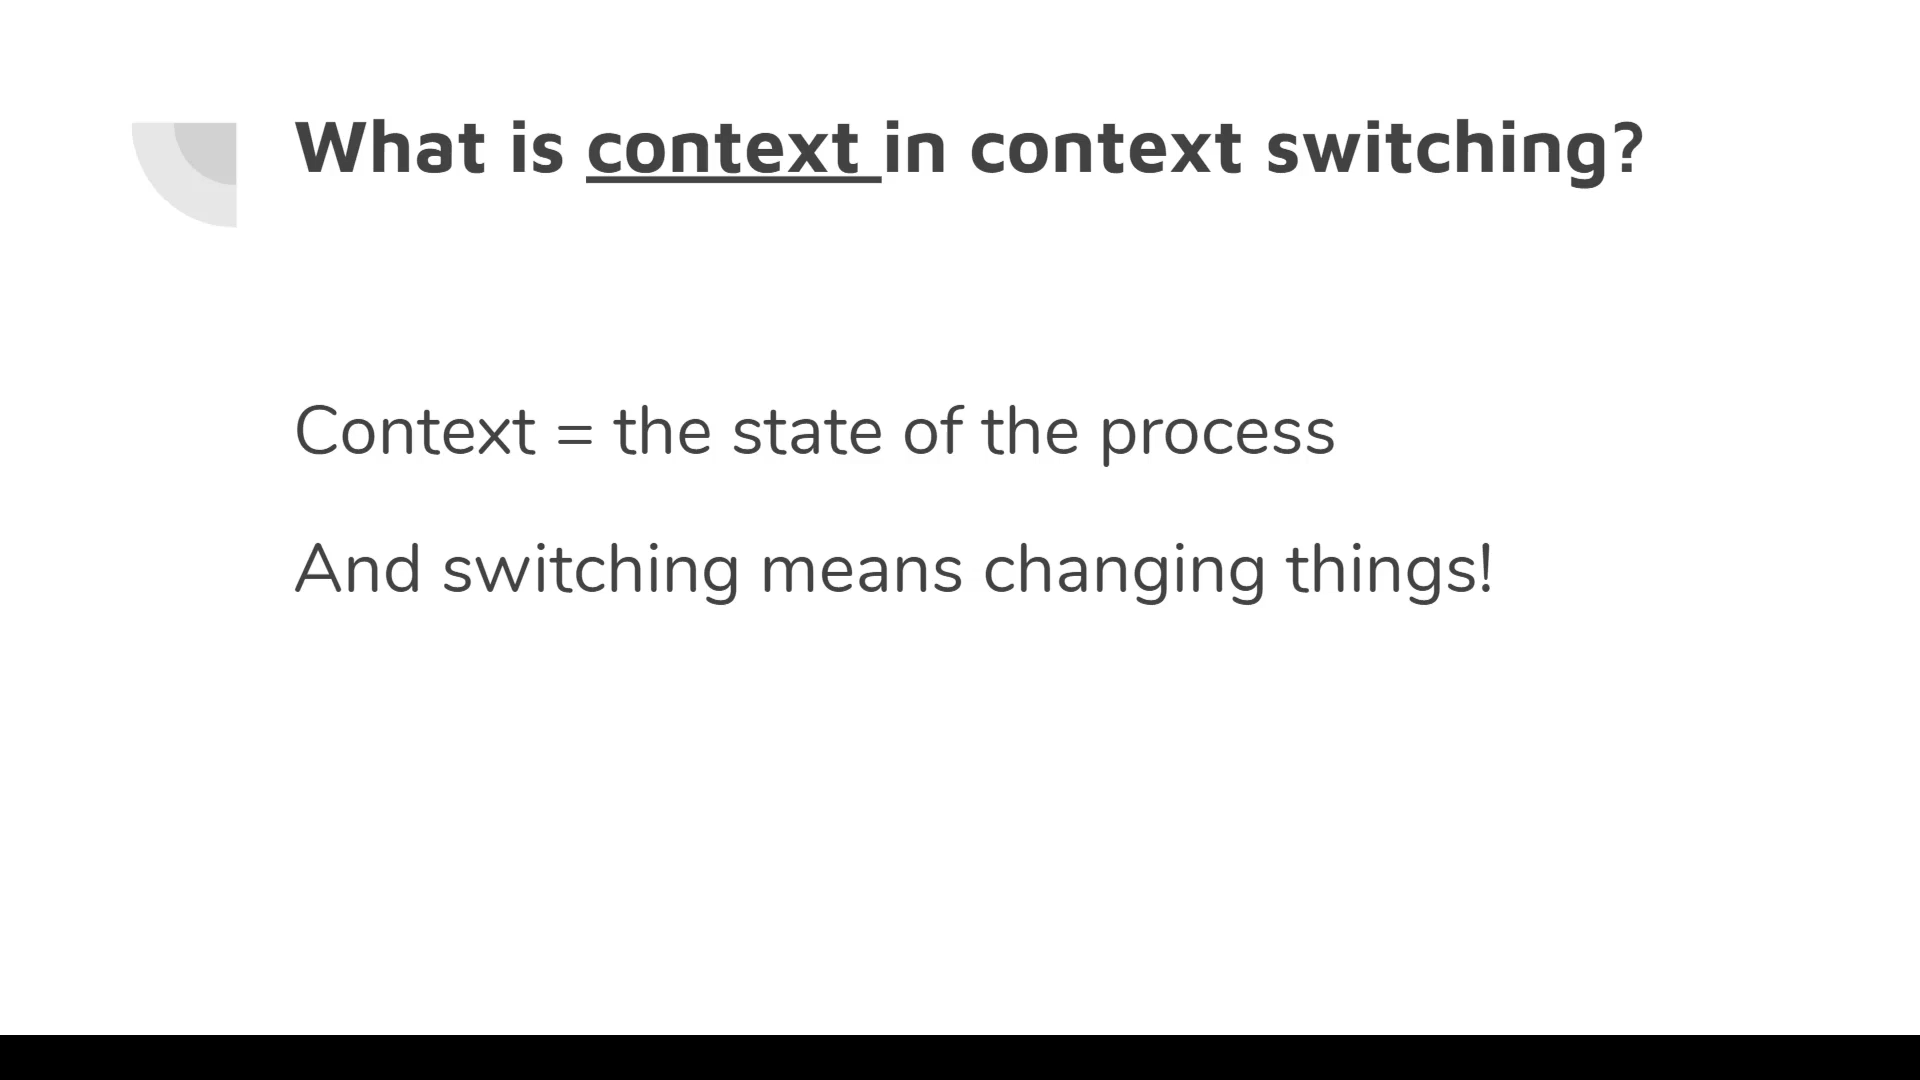 What is context in context switching?
Context = the state of the process
And switching means changing things!